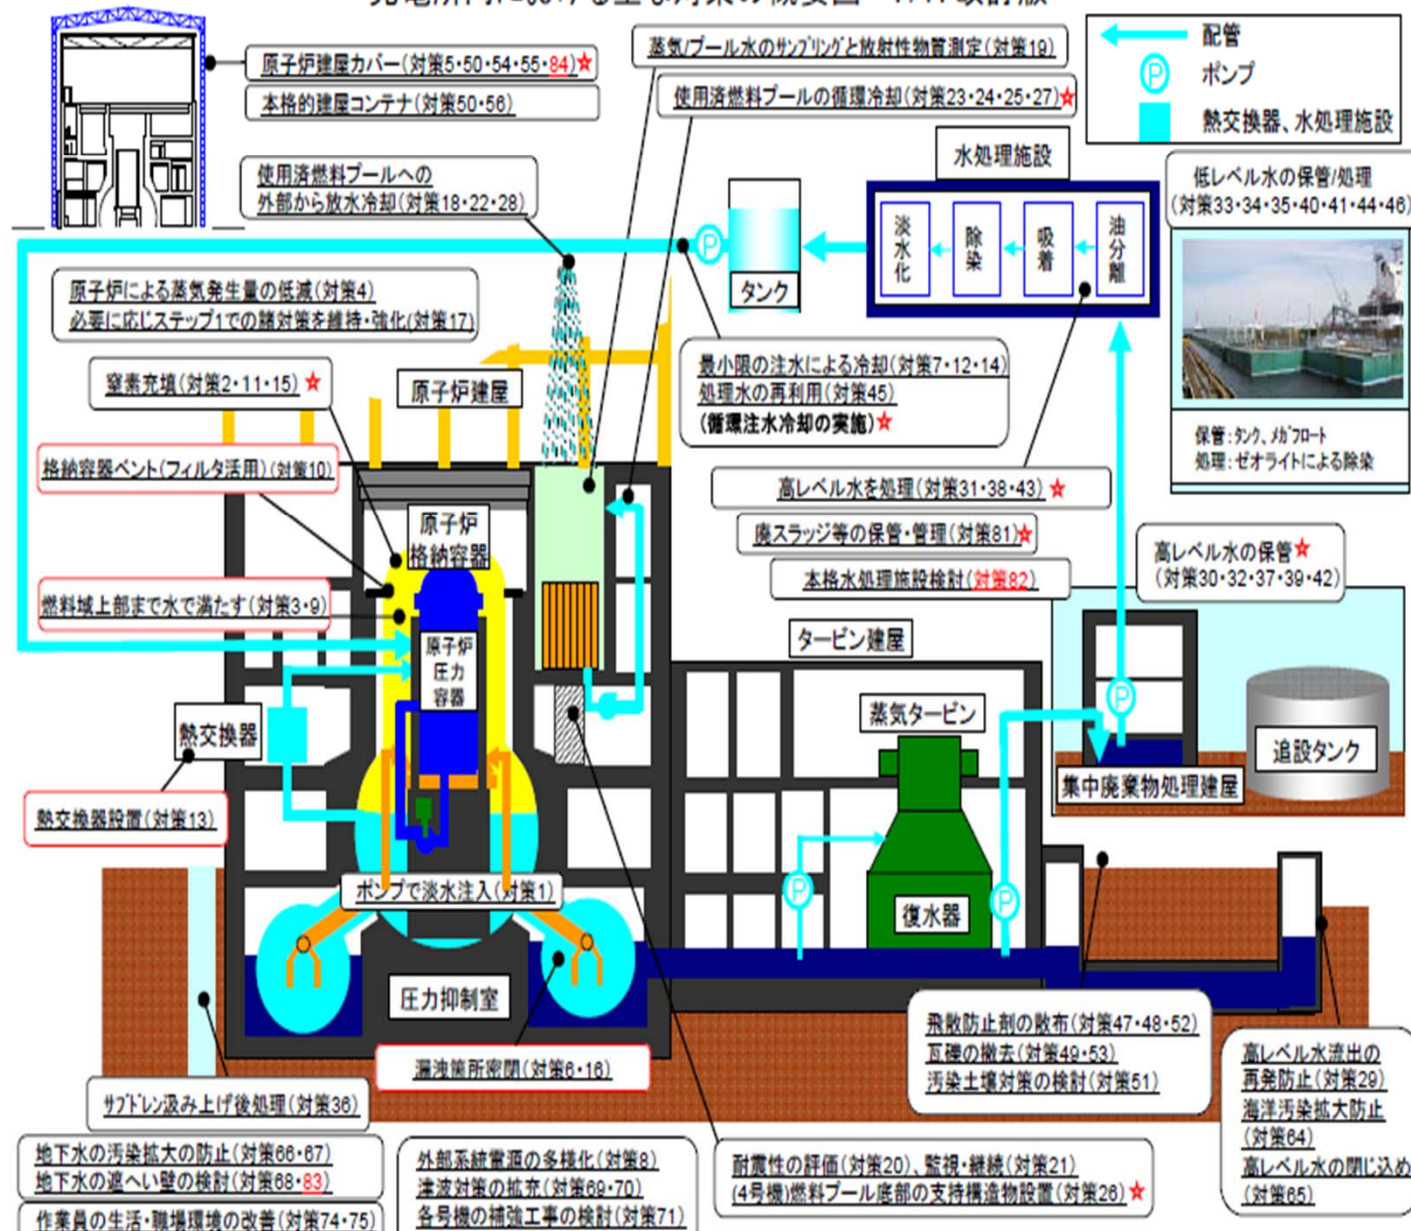 原子炉建屋カバー(対策5・50・54・55・84)☆
本格的建屋コンテナ(対策50・56)
蒸気/プール水のサンプリングと放射性物質測定(対策19)
使用済燃料プールの循環冷却(対策23・24・25・27)☆
配管
P
ポンプ
熱交換器、水処理施設
使用済燃料プールへの
外部から放水冷却(対策18・22・28)
水処理施設
淡水化
除染
吸着
油分離
P
タンク
低レベル水の保管/処理
(対策33・34・35・40・41・44・46)
保管:タンク、メガフロート
処理:ゼオライトによる除染
原子炉による蒸気発生量の低減(対策4)
必要に応じステップ1での諸対策を維持・強化(対策17)
最小限の注水による冷却(対策7・12・14)
処理水の再利用(対策45)
(循環注水冷却の実施)☆
窒素充填(対策2・11・15)☆
原子炉建屋
格納容器ベント(フィルタ活用)(対策10)
高レベル水を処理(対策31・38・43)☆
廃スラッジ等の保管・管理(対策81)☆
本格水処理施設検討(対策82)
高レベル水の保管☆
(対策30・32・37・39・42)
原子炉
格納容器
燃料域上部まで水で満たす(対策3・9)
原子炉
圧力
容器
タービン建屋
蒸気タービン
P
追設タンク
集中廃棄物処理建屋
熱交換器
熱交換器設置(対策13)
ポンプで淡水注入(対策1)
P
復水器
P
圧力抑制室
漏洩箇所密閉(対策6・16)
飛散防止剤の散布(対策47・48・52)
瓦礫の撤去(対策49・53)
汚染土壌対策の検討(対策51)
高レベル水流出の
再発防止(対策29)
海洋汚染拡大防止
(対策64)
高レベル水の閉じ込め
(対策65)
サブドレン汲み上げ後処理(対策36)
地下水の汚染拡大の防止(対策66・67)
地下水の遮へい壁の検討(対策68・83)
作業員の生活・職場環境の改善(対策74・75)
外部系統電源の多様化(対策8)
津波対策の拡充(対策69・70)
各号機の補強工事の検討(対策71)
耐震性の評価(対策20)、監視・継続(対策21)
(4号機)燃料プール底部の支持構造物設置(対策26)☆